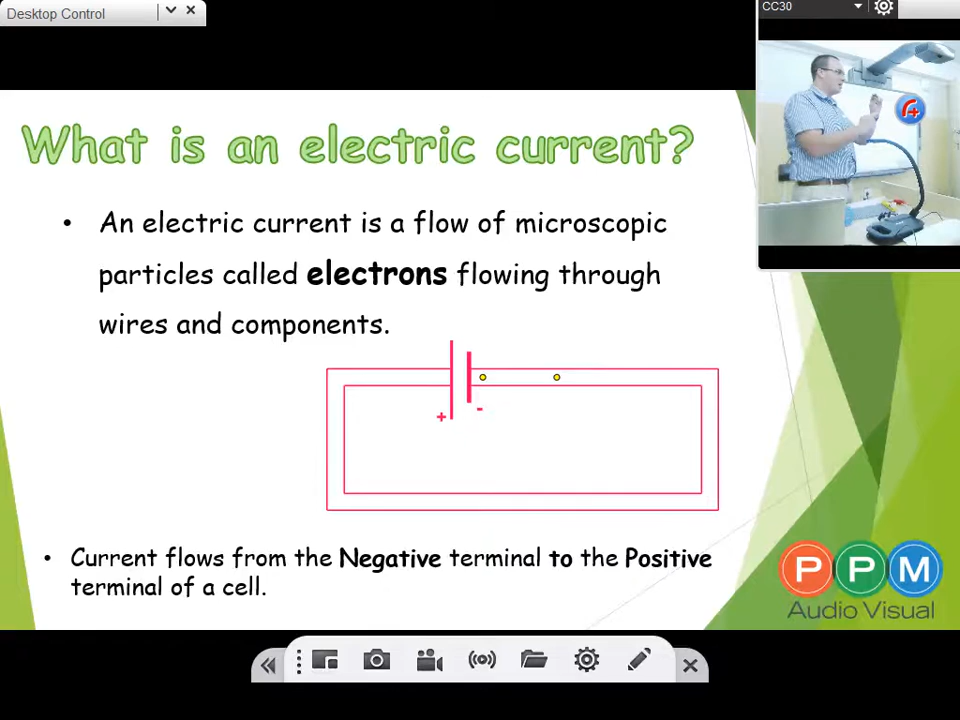 Desktop Control
CC30
What is an electric current?
• An electric current is a flow of microscopic
particles called electrons flowing through
wires and components.
+ -
• Current flows from the Negative terminal to the Positive
terminal of a cell.
PPM
Audio Visual